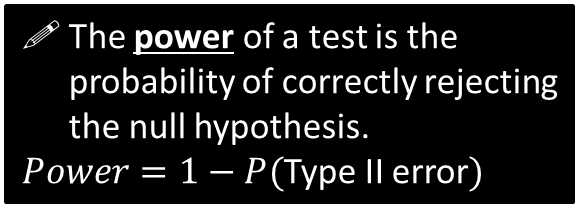 The power of a test is the
probability of correctly rejecting
the null hypothesis.
Power = 1 − P(Type II error)